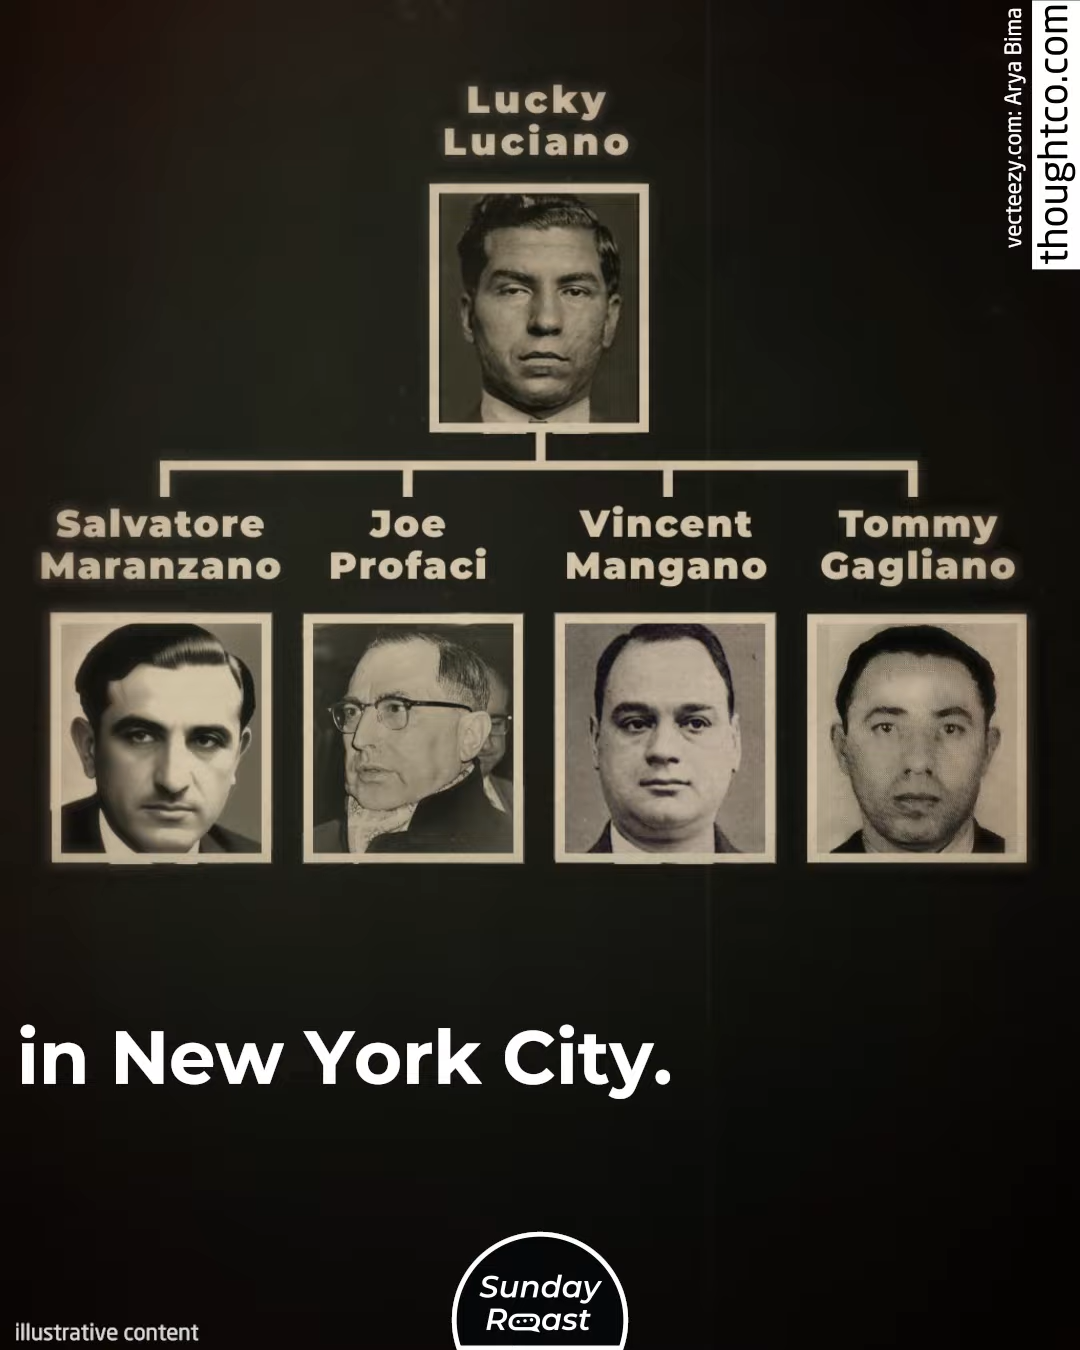 Lucky
Luciano
vecteezy.com: Arya Bima
thoughtco.com
Salvatore
Maranzano
Joe
Profaci
Vincent
Mangano
Tommy
Gagliano
in New York City.
Sunday
Roast
illustrative content